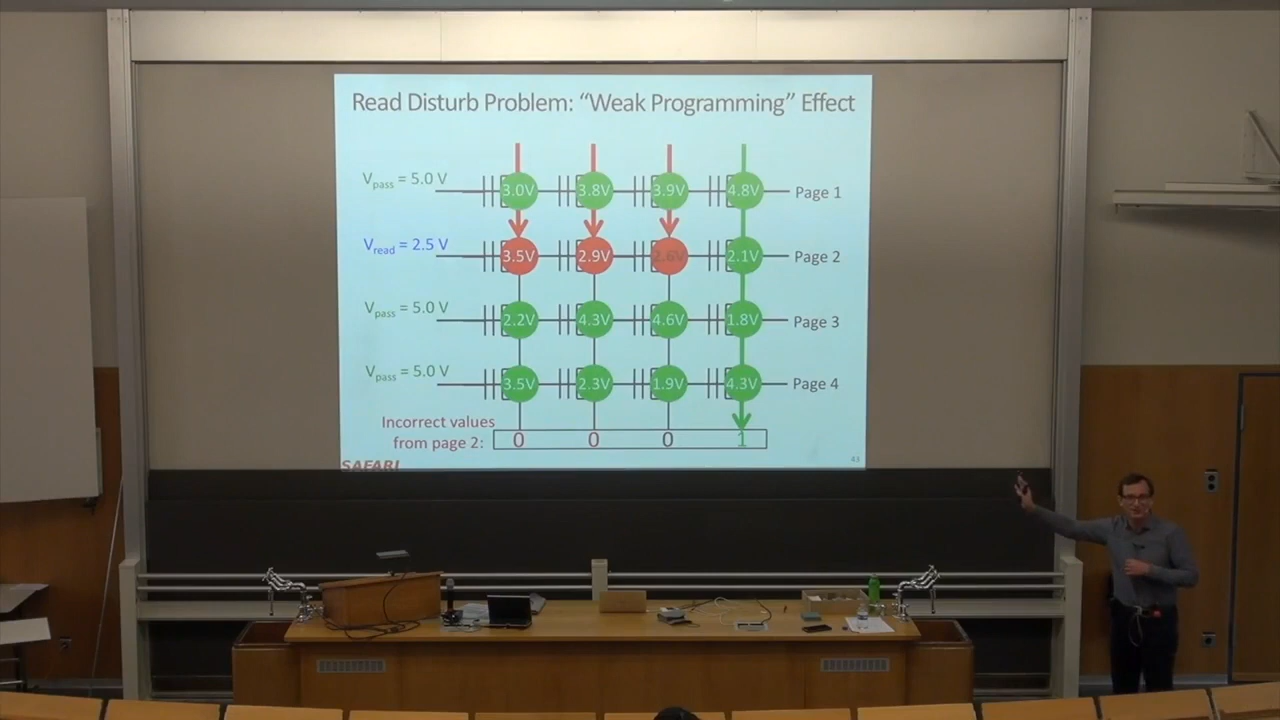 Read Disturb Problem: “Weak Programming” Effect
Vpass = 5.0 V 3.0V 3.8V 3.9V 4.8V Page 1
Vread = 2.5 V 3.5V 2.9V 2.6V 2.1V Page 2
Vpass = 5.0 V 2.2V 4.3V 4.6V 1.8V Page 3
Vpass = 5.0 V 3.5V 2.3V 1.9V 4.3V Page 4
Incorrect values
from page 2: 0 0 0 1
SAFARI 43